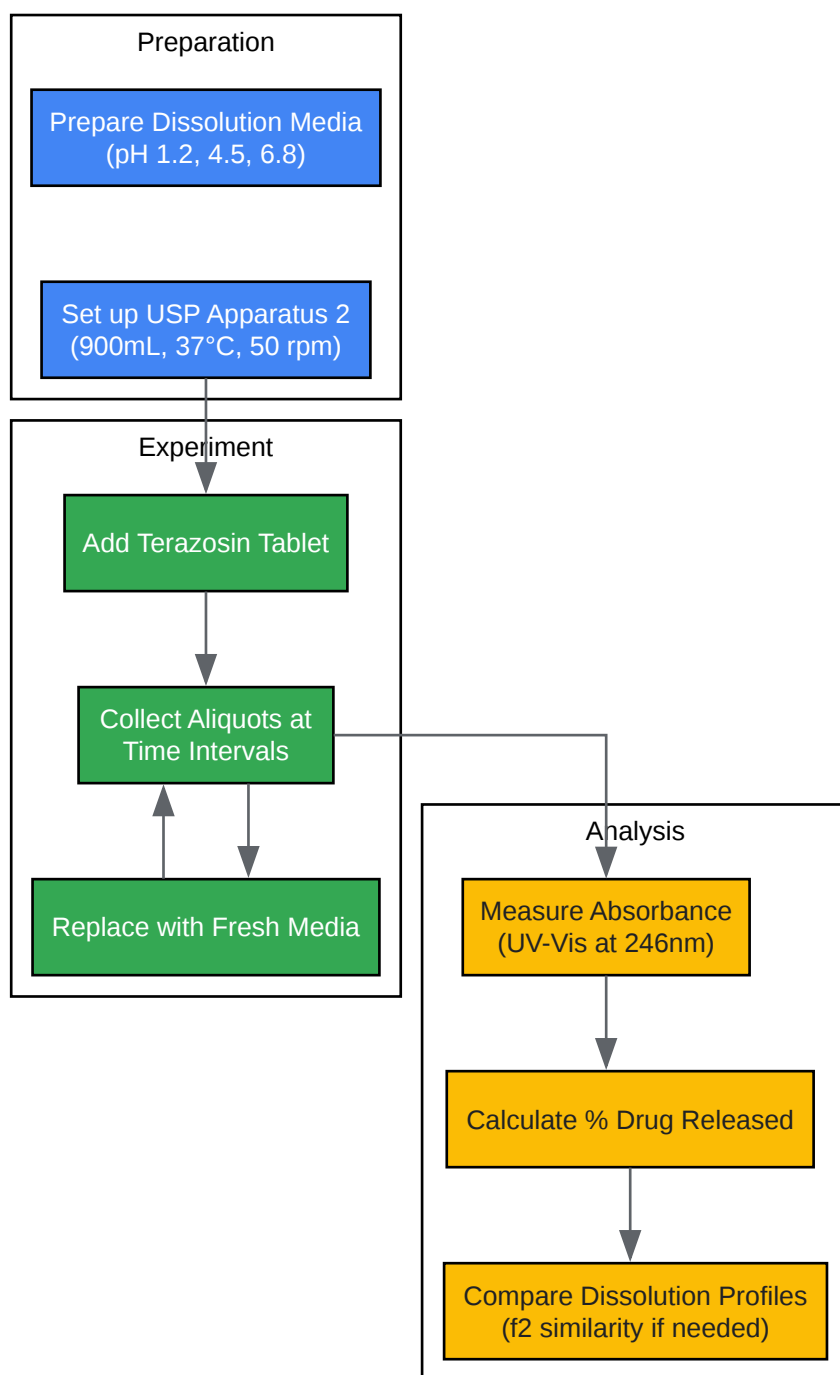 Preparation
Prepare Dissolution Media
(pH 1.2, 4.5, 6.8)
Set up USP Apparatus 2
(900mL, 37°C, 50 rpm)
Experiment
Add Terazosin Tablet
Collect Aliquots at
Time Intervals
Replace with Fresh Media
Analysis
Measure Absorbance
(UV-Vis at 246nm)
Calculate % Drug Released
Compare Dissolution Profiles
(f2 similarity if needed)